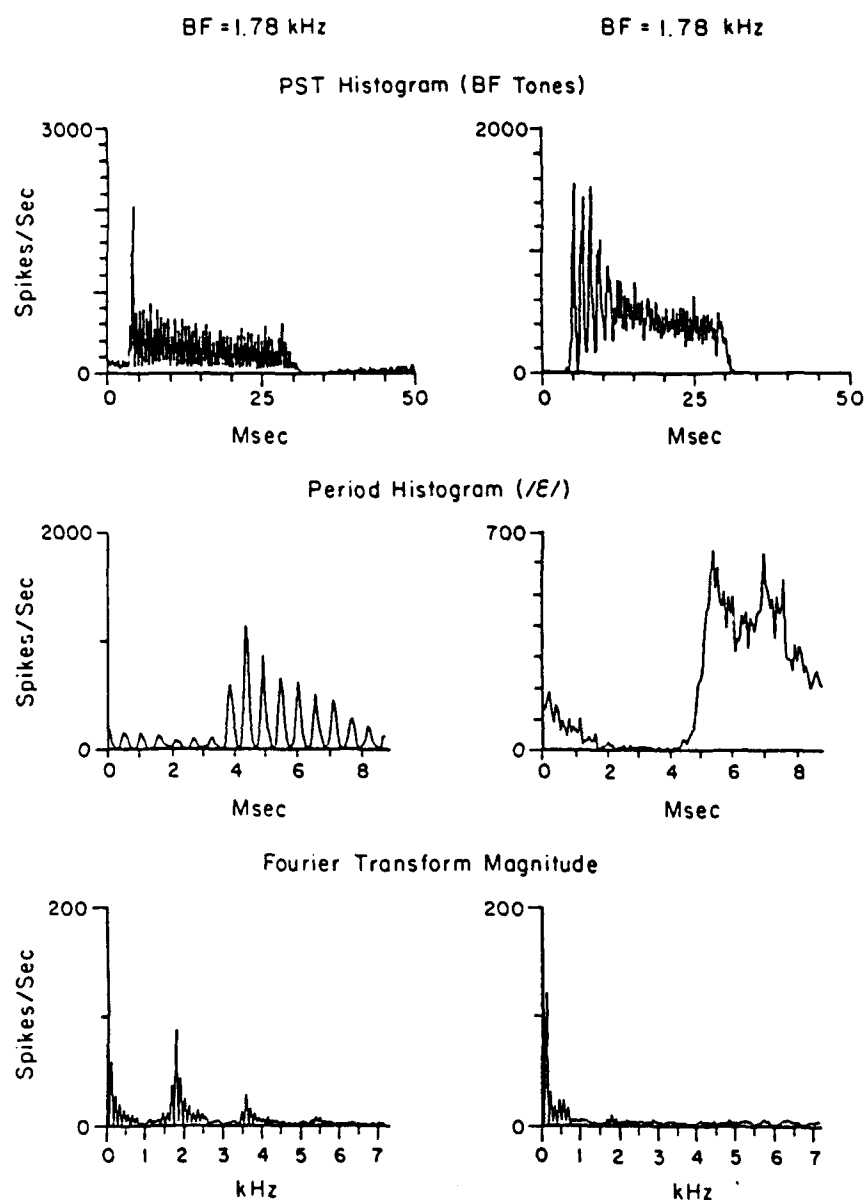 BF = 1.78 kHz BF = 1.78 kHz
PST Histogram (BF Tones)
3000 2000
Spikes/Sec
0 0
0 25 50 0 25 50
Msec Msec
Period Histogram (/ɛ/)
2000 700
Spikes/Sec
0 0
0 2 4 6 8 0 2 4 6 8
Msec Msec
Fourier Transform Magnitude
200 200
Spikes/Sec
0 0
0 1 2 3 4 5 6 7 0 1 2 3 4 5 6 7
kHz kHz